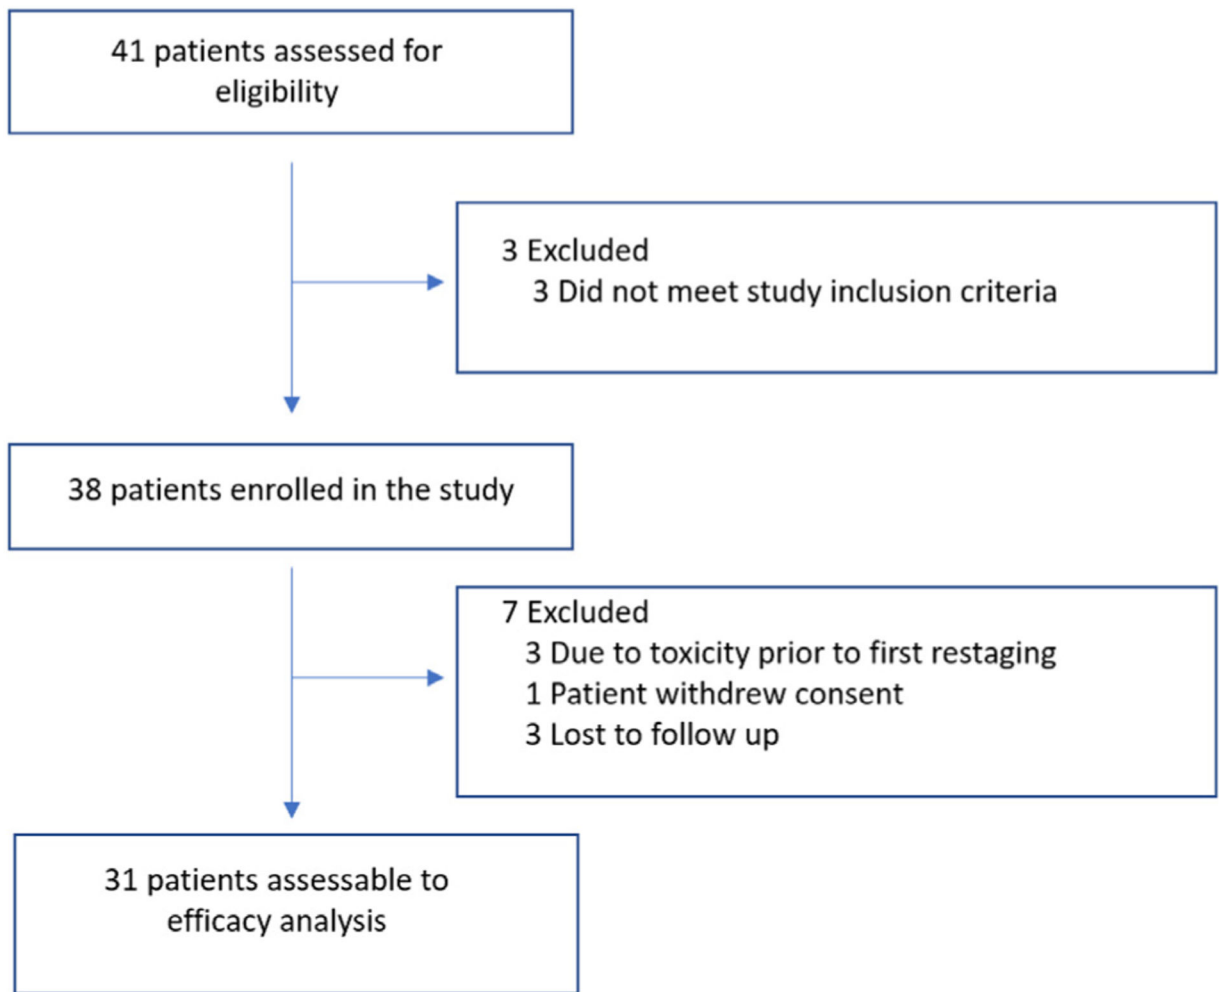 41 patients assessed for
eligibility
3 Excluded
3 Did not meet study inclusion criteria
38 patients enrolled in the study
7 Excluded
3 Due to toxicity prior to first restaging
1 Patient withdrew consent
3 Lost to follow up
31 patients assessable to
efficacy analysis